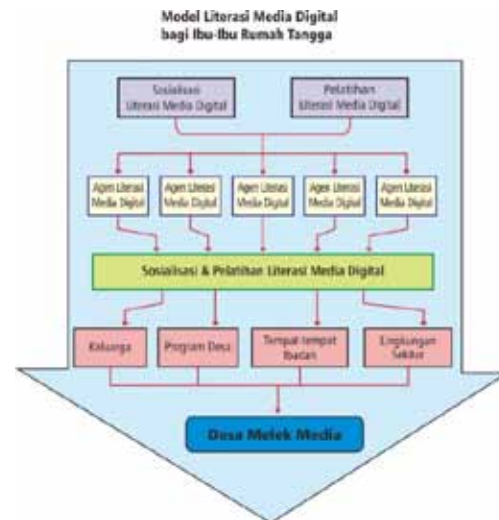 Model Literasi Media Digital
bagi Ibu-Ibu Rumah Tangga
Sosialisasi
Literasi Media Digital
Pelatihan
Literasi Media Digital
Agen Literasi
Media Digital
Agen Literasi
Media Digital
Agen Literasi
Media Digital
Agen Literasi
Media Digital
Agen Literasi
Media Digital
Sosialisasi & Pelatihan Literasi Media Digital
Keluarga
Program Desa
Tempat-tempat
Ibadah
Lingkungan
Sekitar
Desa Melek Media